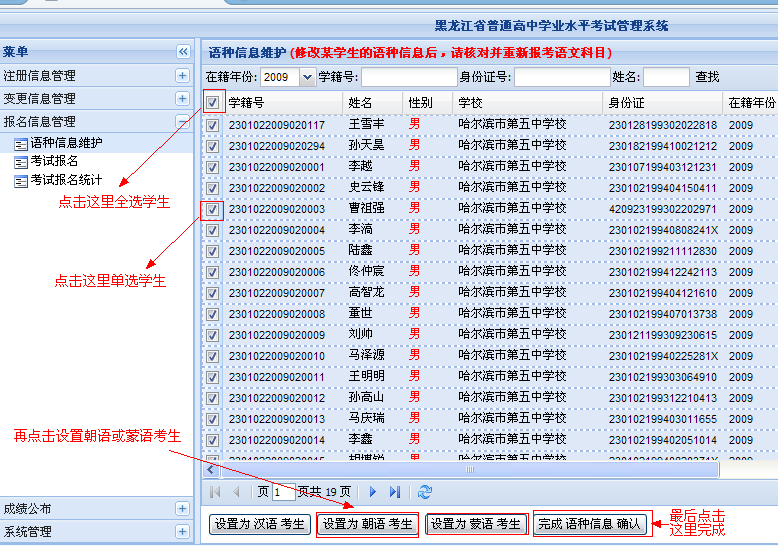 黑龙江省普通高中学业水平考试管理系统
菜单
注册信息管理
变更信息管理
报名信息管理
语种信息维护
考试报名
考试报名统计
点击这里全选学生
点击这里单选学生
再点击设置朝语或蒙语考生
成绩公布
系统管理
语种信息维护 (修改某学生的语种信息后，请核对并重新报考语文科目)
在籍年份: 2009 学籍号: 身份证号: 姓名: 查找
学籍号 姓名 性别 学校 身份证 在籍年份
2301022009020117 王雪丰 男 哈尔滨市第五中学校 230128199302022818 2009
2301022009020294 孙天昊 男 哈尔滨市第五中学校 230182199410021212 2009
2301022009020001 李越 男 哈尔滨市第五中学校 230107199403121231 2009
2301022009020002 史云锋 男 哈尔滨市第五中学校 230102199404150411 2009
2301022009020003 曹祖强 男 哈尔滨市第五中学校 420923199302202971 2009
2301022009020004 李滴 男 哈尔滨市第五中学校 23010219940808241X 2009
2301022009020005 陆鑫 男 哈尔滨市第五中学校 230102199211112830 2009
2301022009020006 佟仲宸 男 哈尔滨市第五中学校 230102199412242113 2009
2301022009020007 高智龙 男 哈尔滨市第五中学校 230102199404121610 2009
2301022009020008 董世 男 哈尔滨市第五中学校 230102199407013738 2009
2301022009020009 刘帅 男 哈尔滨市第五中学校 230121199309230615 2009
2301022009020010 马泽源 男 哈尔滨市第五中学校 23010219940225281X 2009
2301022009020011 王明明 男 哈尔滨市第五中学校 230102199303064910 2009
2301022009020012 孙高山 男 哈尔滨市第五中学校 230102199312210413 2009
2301022009020013 马庆瑞 男 哈尔滨市第五中学校 230102199403011655 2009
2301022009020014 李鑫 男 哈尔滨市第五中学校 230102199402051014 2009
页 1 页共 19 页
设置为 汉语 考生 设置为 朝语 考生 设置为 蒙语 考生 完成 语种信息 确认
最后点击
这里完成